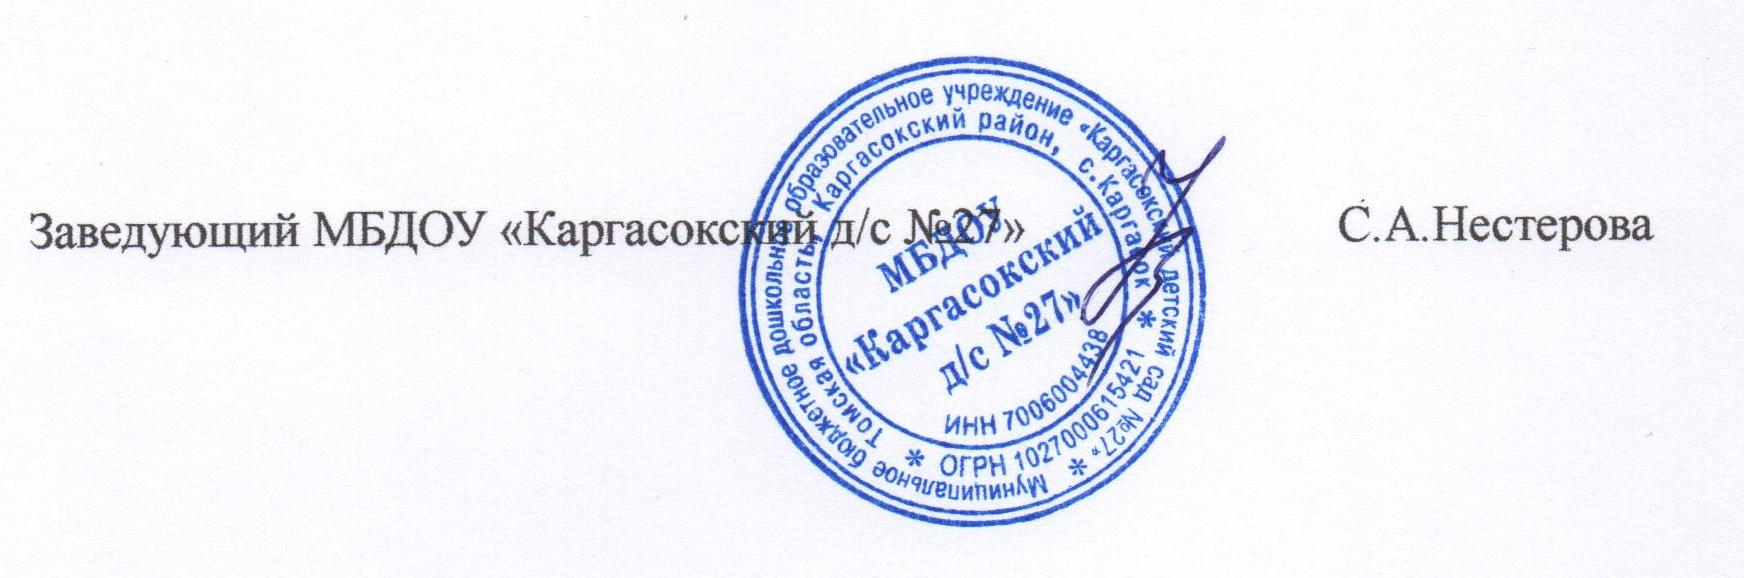 Заведующий МБДОУ «Каргасокский д/с №27» С.А.Нестерова
Муниципальное бюджетное дошкольное образовательное учреждение «Каргасокский детский сад №27» *
Томская область, Каргасокский район, с.Каргасок *
ОГРН 1027000615421 *
ИНН 7006004438
МБДОУ
«Каргасокский
д/с №27»